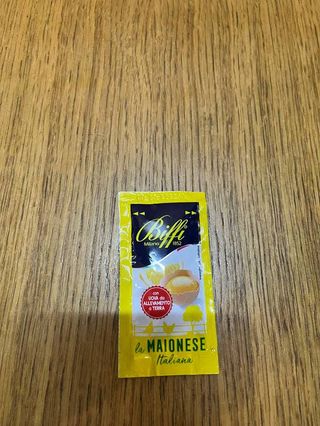 Biffi
Milano 1852
con
UOVA da
ALLEVAMENTO
a TERRA
la MAIONESE
Italiana